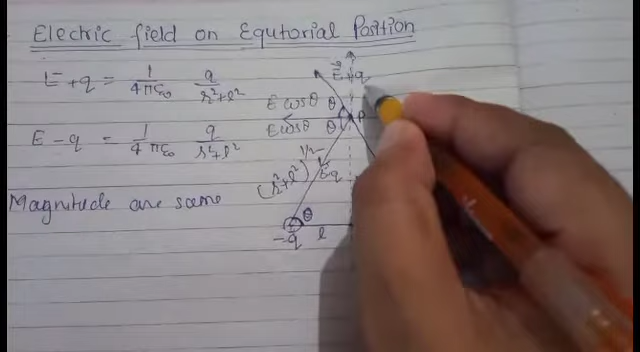 Electric field on Equtorial Position
E+q = 1/4πε₀ q/r²+l²
E+q
E cosθ θ
E cosθ θ P
E-q = 1/4πε₀ q/r²+l²
(r²+l²)^1/2 E-q
Magnitude are same
θ
-q l